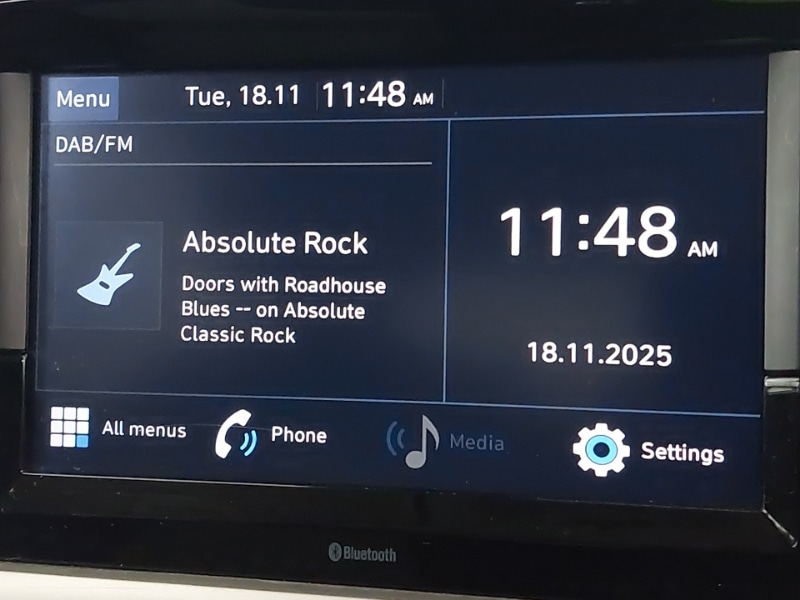 Menu
Tue, 18.11 11:48 AM
DAB/FM
Absolute Rock
Doors with Roadhouse
Blues -- on Absolute
Classic Rock
11:48 AM
18.11.2025
All menus
Phone
Media
Settings
Bluetooth